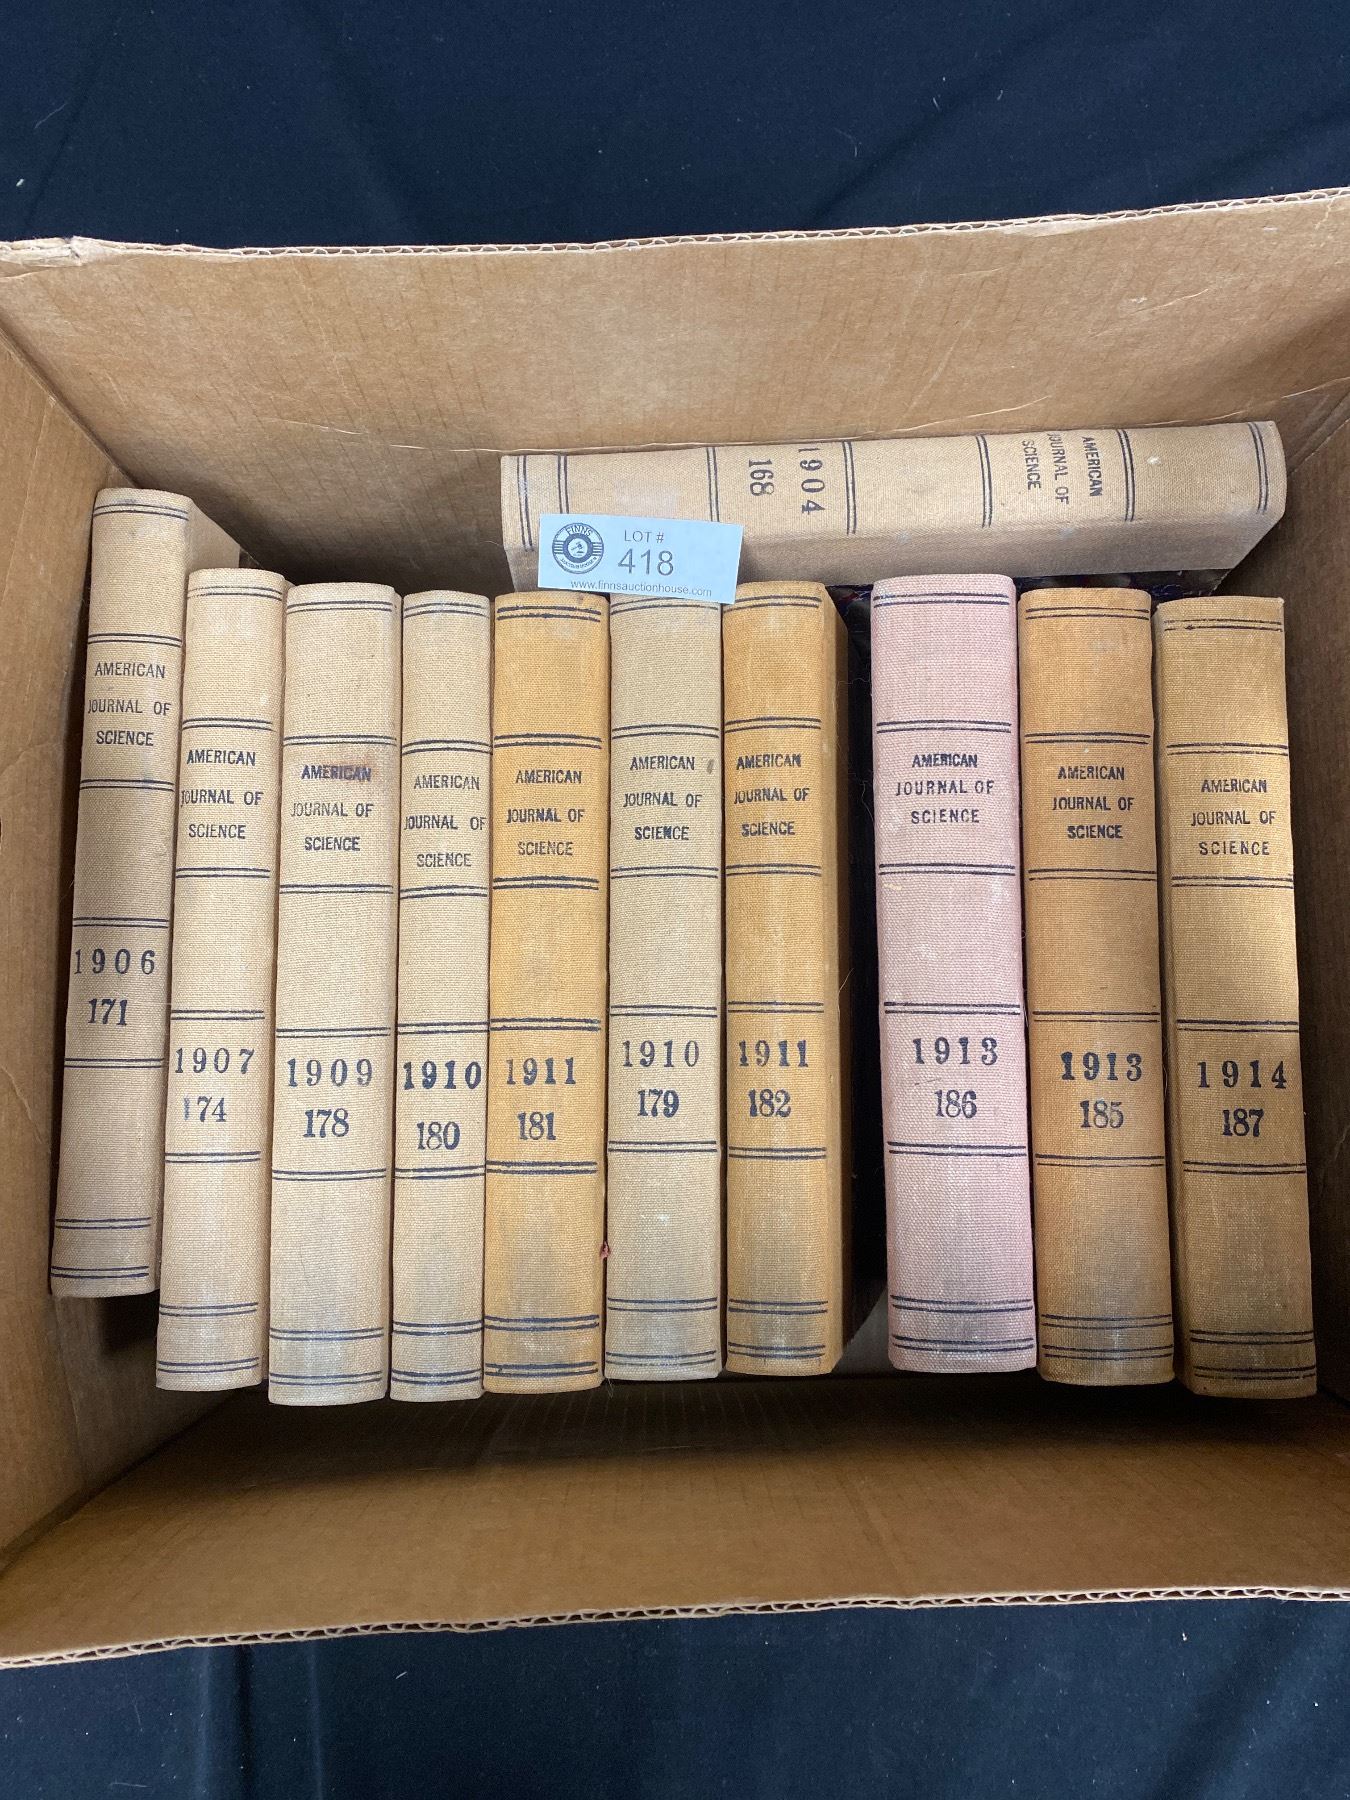 AMERICAN
JOURNAL OF
SCIENCE
1904
168
FINNS
LOT #
418
www.finnsauctionhouse.com
AMERICAN
JOURNAL OF
SCIENCE
1906
171
AMERICAN
JOURNAL OF
SCIENCE
1907
174
AMERICAN
JOURNAL OF
SCIENCE
1909
178
AMERICAN
JOURNAL OF
SCIENCE
1910
180
AMERICAN
JOURNAL OF
SCIENCE
1911
181
AMERICAN
JOURNAL OF
SCIENCE
1910
179
AMERICAN
JOURNAL OF
SCIENCE
1911
182
AMERICAN
JOURNAL OF
SCIENCE
1913
186
AMERICAN
JOURNAL OF
SCIENCE
1913
185
AMERICAN
JOURNAL OF
SCIENCE
1914
187